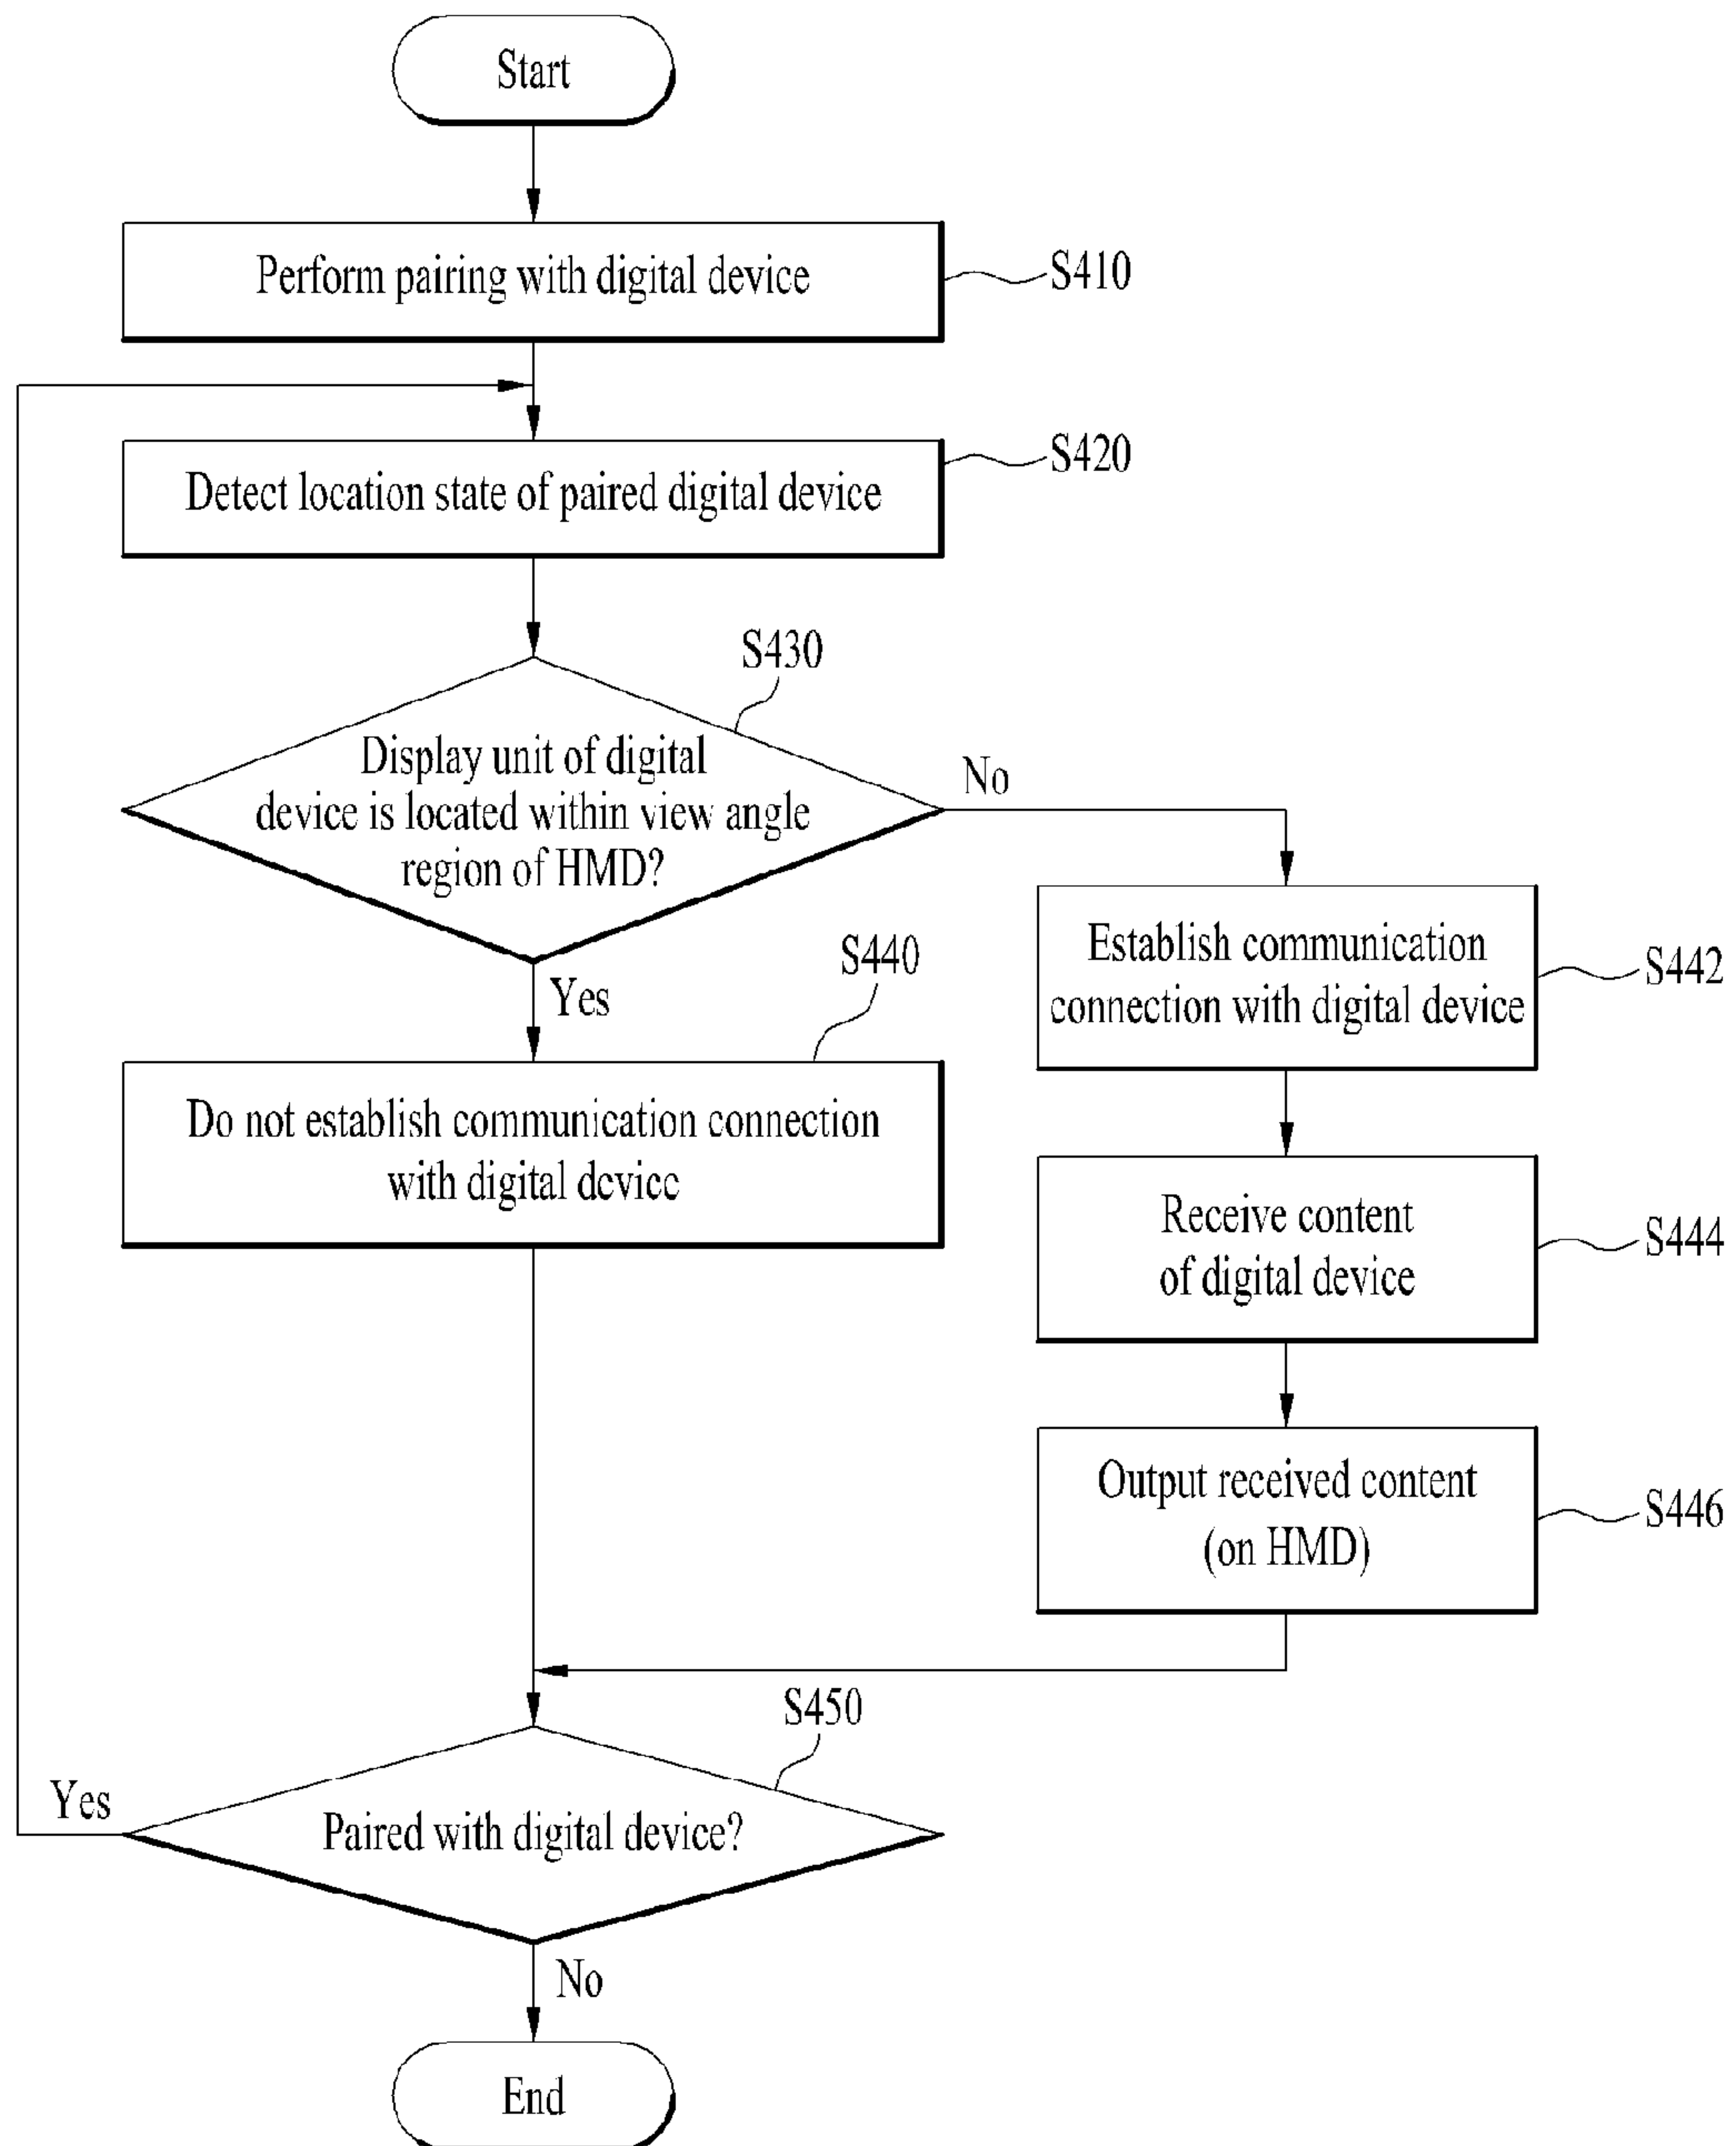 Start
Perform pairing with digital device
S410
Detect location state of paired digital device
S420
S430
Display unit of digital
device is located within view angle
region of HMD?
No
Yes
S440
Do not establish communication connection
with digital device
Establish communication
connection with digital device
S442
Receive content
of digital device
S444
Output received content
(on HMD)
S446
S450
Paired with digital device?
Yes
No
End